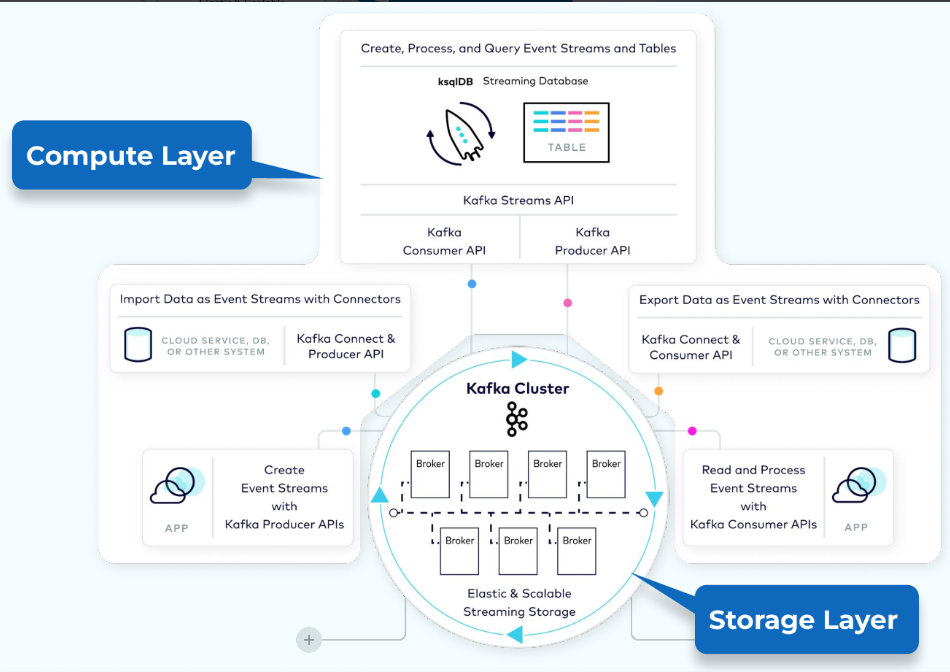 Create, Process, and Query Event Streams and Tables
ksqlDB Streaming Database
TABLE
Compute Layer
Kafka Streams API
Kafka
Consumer API
Kafka
Producer API
Import Data as Event Streams with Connectors
CLOUD SERVICE, DB,
OR OTHER SYSTEM
Kafka Connect &
Producer API
Export Data as Event Streams with Connectors
Kafka Connect &
Consumer API
CLOUD SERVICE, DB,
OR OTHER SYSTEM
Kafka Cluster
Broker
Broker
Broker
Broker
Broker
Broker
Broker
Elastic & Scalable
Streaming Storage
APP
Create
Event Streams
with
Kafka Producer APIs
Read and Process
Event Streams
with
Kafka Consumer APIs
APP
Storage Layer
+